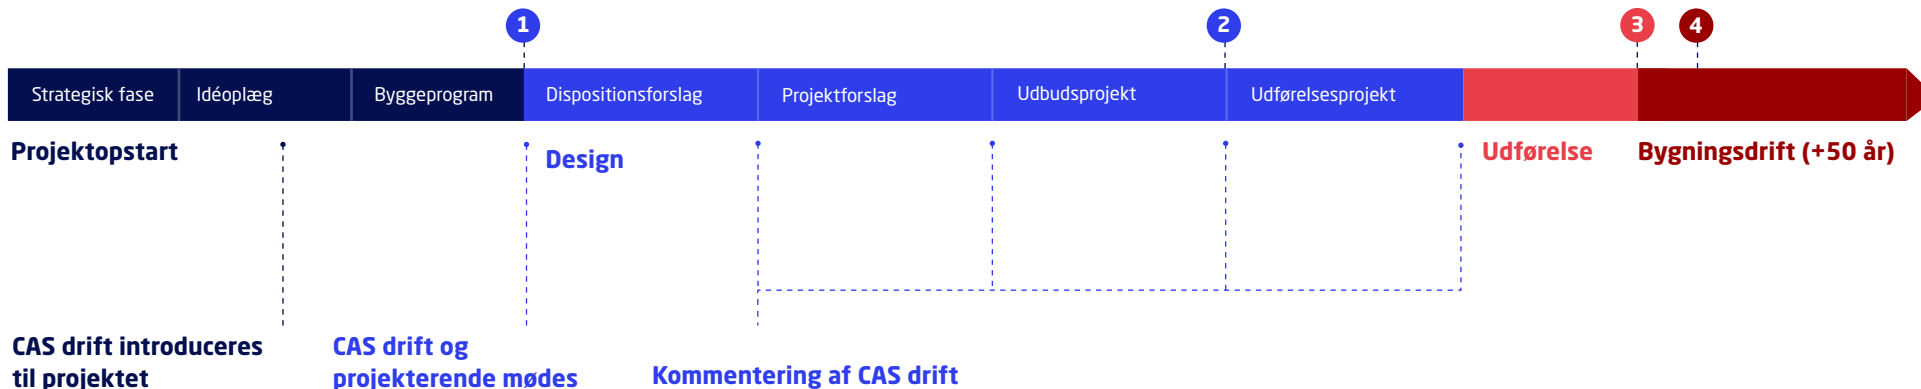 1
2
3
4
Strategisk fase
Idéoplæg
Byggeprogram
Dispositionsforslag
Projektforslag
Udbudsprojekt
Udførelsesprojekt
Projektopstart
Design
Udførelse
Bygningsdrift (+50 år)
CAS drift introduceres
til projektet
CAS drift og
projekterende mødes
Kommentering af CAS drift